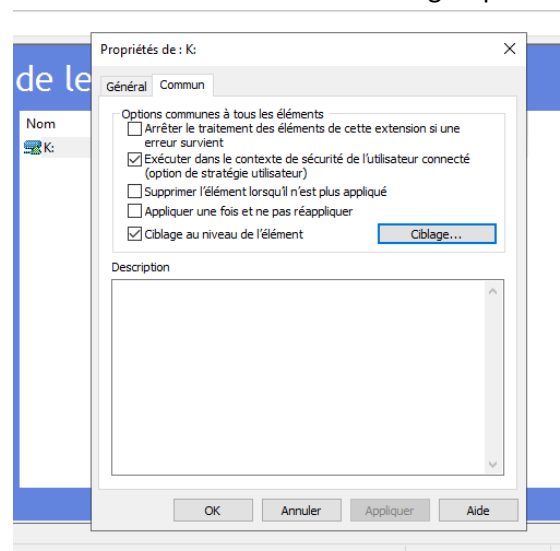 Propriétés de : K:
de le
Général
Commun
Nom
K:
Options communes à tous les éléments
Arrêter le traitement des éléments de cette extension si une
erreur survient
Exécuter dans le contexte de sécurité de l'utilisateur connecté
(option de stratégie utilisateur)
Supprimer l'élément lorsqu'il n'est plus appliqué
Appliquer une fois et ne pas réappliquer
Ciblage au niveau de l'élément
Ciblage...
Description
OK
Annuler
Appliquer
Aide